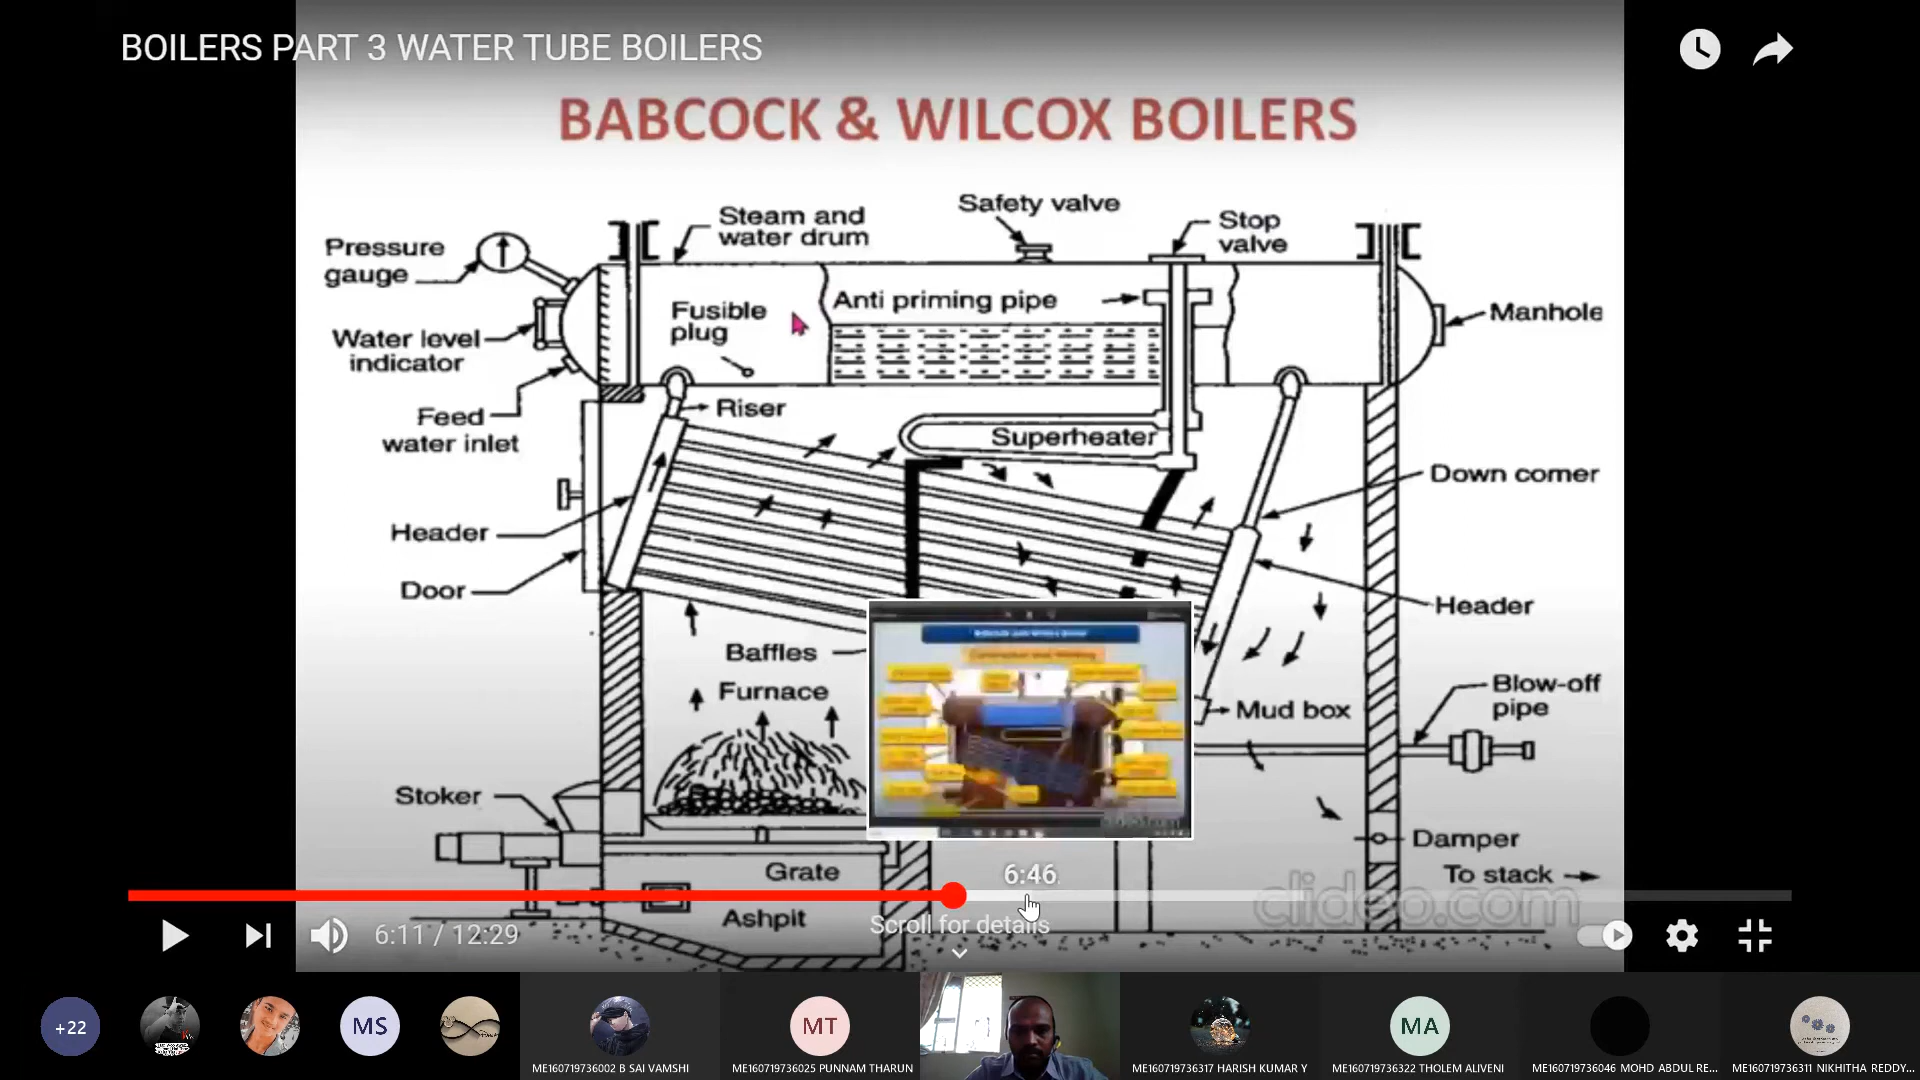 BOILERS PART 3 WATER TUBE BOILERS
BABCOCK & WILCOX BOILERS
Safety valve
Steam and
water drum
Stop
valve
Pressure
gauge
Anti priming pipe
Fusible
plug
Manhole
Water level
indicator
Feed
water inlet
Riser
Superheater
Down comer
Header
Door
Header
Baffles
Furnace
Mud box
Blow-off
pipe
Stoker
Damper
To stack
Grate
Ashpit
6:46
clideo.com
Scroll for details
6:11 / 12:29
+22
MS
MT
MA
ME160719736002 B SAI VAMSHI
ME160719736025 PUNNAM THARUN
ME160719736317 HARISH KUMAR Y
ME160719736322 THOLEM ALIVENI
ME160719736046 MOHD ABDUL RE...
ME160719736311 NIKHITHA REDDY...